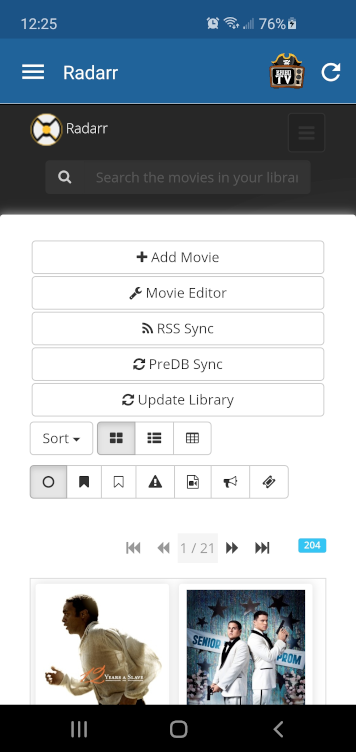 12:25
76%
Radarr
Radarr
Search the movies in your librar
Add Movie
Movie Editor
RSS Sync
PreDB Sync
Update Library
Sort
1 / 21
204
12 YEARS A SLAVE
SENIOR
PROM